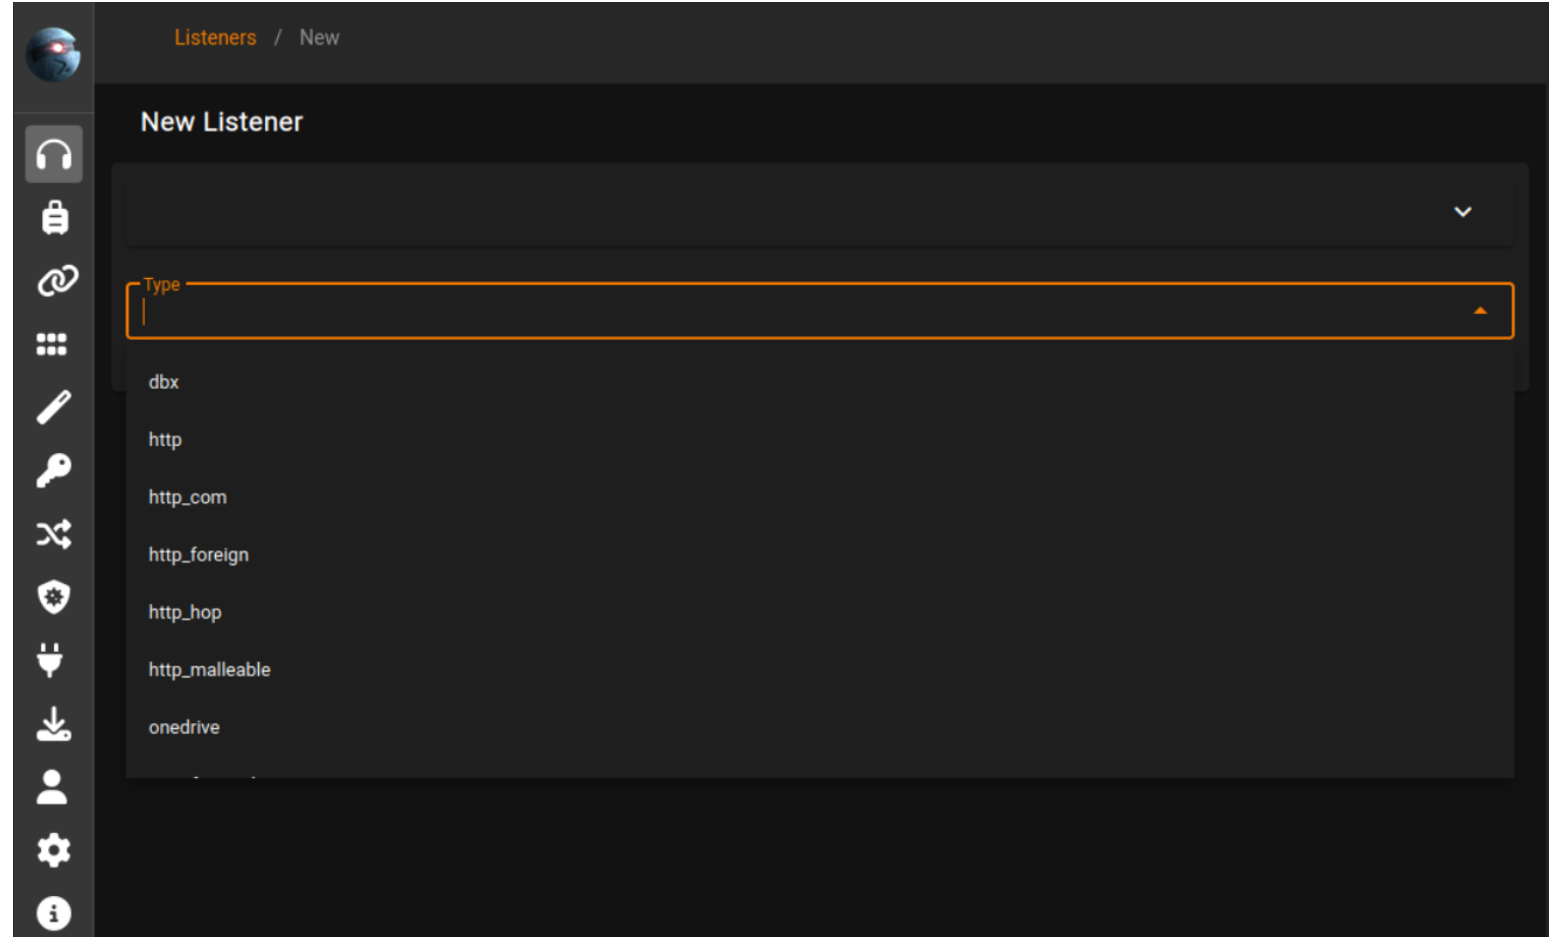 Listeners / New
New Listener
Type
dbx
http
http_com
http_foreign
http_hop
http_malleable
onedrive